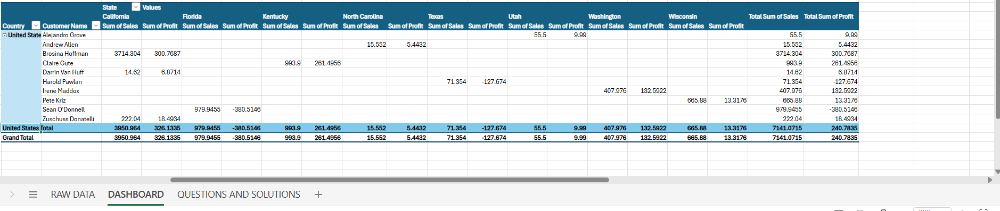 State Values
California Florida Kentucky North Carolina Texas Utah Washington Wisconsin Total Sum of Sales Total Sum of Profit
Country Customer Name Sum of Sales Sum of Profit Sum of Sales Sum of Profit Sum of Sales Sum of Profit Sum of Sales Sum of Profit Sum of Sales Sum of Profit Sum of Sales Sum of Profit Sum of Sales Sum of Profit Sum of Sales Sum of Profit
United State Alejandro Grove 55.5 9.99 55.5 9.99
Andrew Allen 15.552 5.4432 15.552 5.4432
Brosina Hoffman 3714.304 300.7687 3714.304 300.7687
Claire Gute 993.9 261.4956 993.9 261.4956
Darrin Van Huff 14.62 6.8714 14.62 6.8714
Harold Pawlan 71.354 -127.674 71.354 -127.674
Irene Maddox 407.976 132.5922 407.976 132.5922
Pete Kriz 665.88 13.3176 665.88 13.3176
Sean O'Donnell 979.9455 -380.5146 979.9455 -380.5146
Zuschuss Donatelli 222.04 18.4934 222.04 18.4934
United States Total 3950.964 326.1335 979.9455 -380.5146 993.9 261.4956 15.552 5.4432 71.354 -127.674 55.5 9.99 407.976 132.5922 665.88 13.3176 7141.0715 240.7835
Grand Total 3950.964 326.1335 979.9455 -380.5146 993.9 261.4956 15.552 5.4432 71.354 -127.674 55.5 9.99 407.976 132.5922 665.88 13.3176 7141.0715 240.7835
RAW DATA DASHBOARD QUESTIONS AND SOLUTIONS